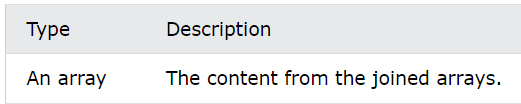 Type Description
An array The content from the joined arrays.